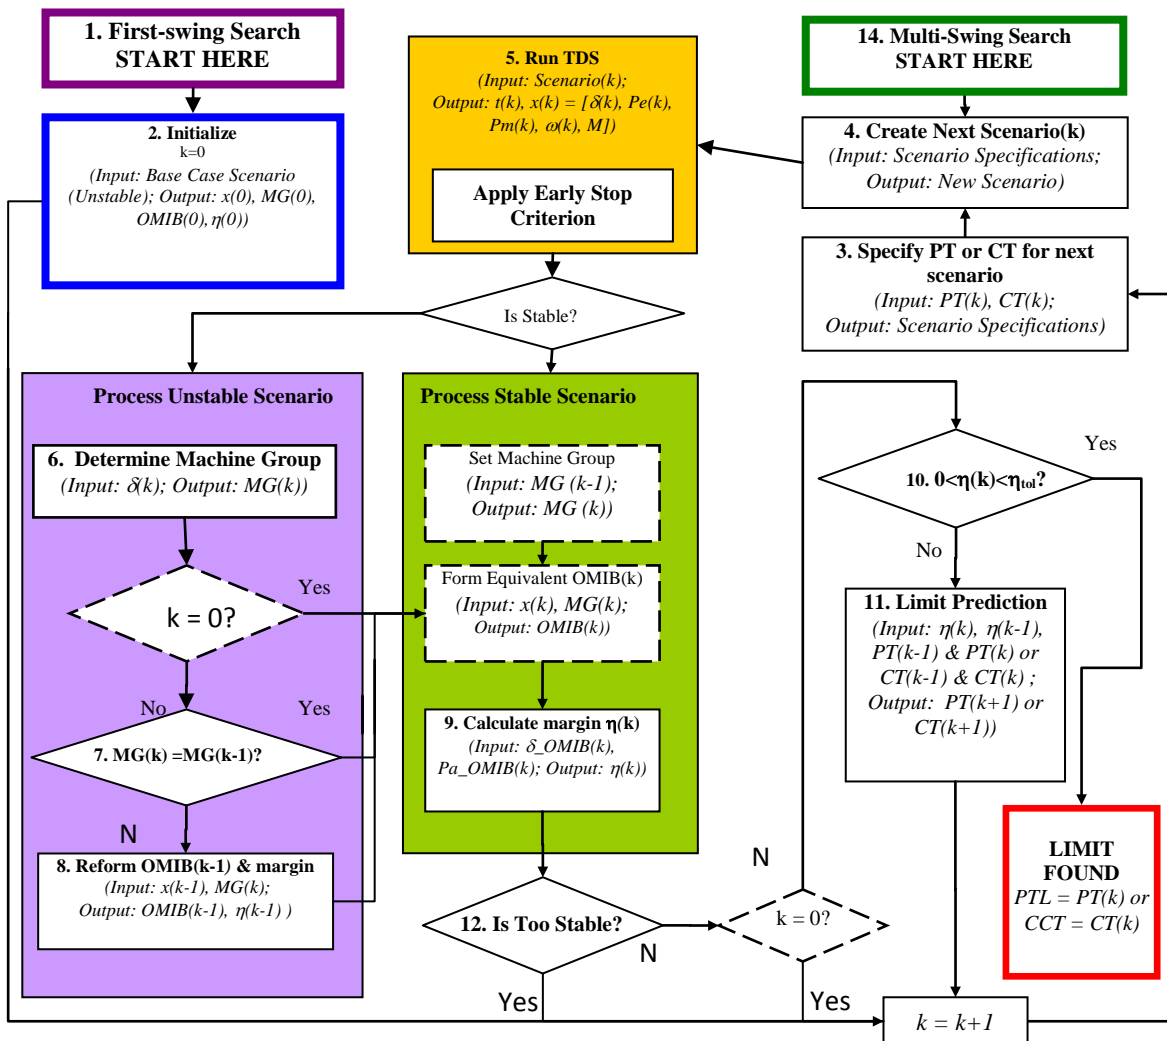 1. First-swing Search
START HERE
2. Initialize
k=0
(Input: Base Case Scenario
(Unstable); Output: x(0), MG(0),
OMIB(0), η(0))
5. Run TDS
(Input: Scenario(k);
Output: t(k), x(k) = [δ(k), Pe(k),
Pm(k), ω(k), M])
Apply Early Stop
Criterion
14. Multi-Swing Search
START HERE
4. Create Next Scenario(k)
(Input: Scenario Specifications;
Output: New Scenario)
3. Specify PT or CT for next
scenario
(Input: PT(k), CT(k);
Output: Scenario Specifications)
Is Stable?
Process Unstable Scenario
6. Determine Machine Group
(Input: δ(k); Output: MG(k))
k = 0?
Yes
No
7. MG(k) =MG(k-1)?
Yes
N
8. Reform OMIB(k-1) & margin
(Input: x(k-1), MG(k);
Output: OMIB(k-1), η(k-1) )
Process Stable Scenario
Set Machine Group
(Input: MG (k-1);
Output: MG (k))
Form Equivalent OMIB(k)
(Input: x(k), MG(k);
Output: OMIB(k))
9. Calculate margin η(k)
(Input: δ_OMIB(k),
Pa_OMIB(k); Output: η(k))
12. Is Too Stable?
N
Yes
k = 0?
N
Yes
10. 0<η(k)<ηtol?
Yes
No
11. Limit Prediction
(Input: η(k), η(k-1),
PT(k-1) & PT(k) or
CT(k-1) & CT(k) ;
Output: PT(k+1) or
CT(k+1))
LIMIT
FOUND
PTL = PT(k) or
CCT = CT(k)
k = k+1